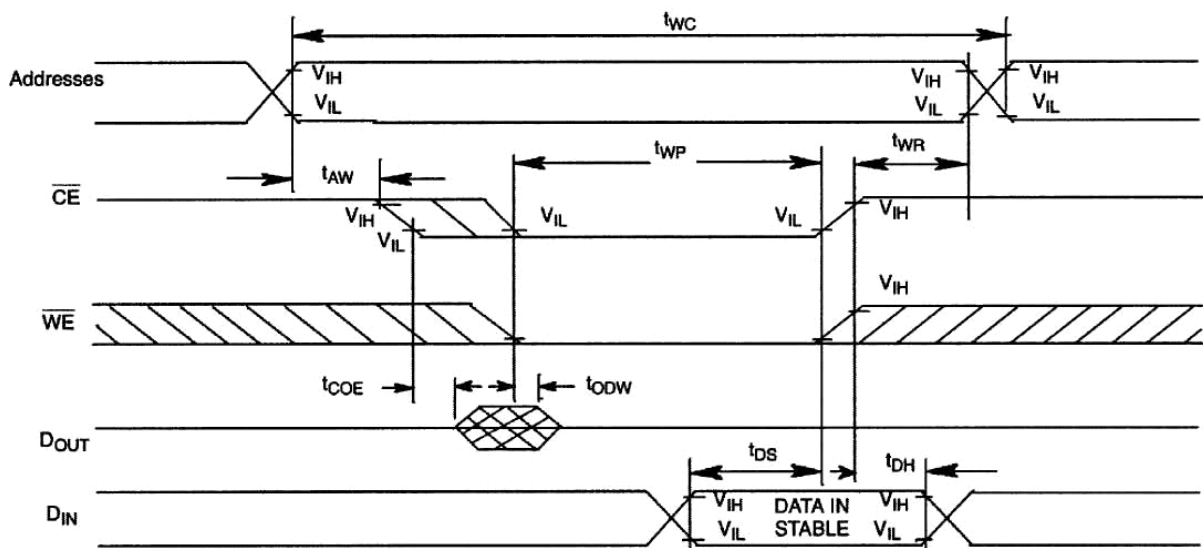 tWC
Addresses
VIH
VIH
VIH
VIL
VIL
VIL
tWP
tWR
tAW
CE
VIH
VIL
VIL
VIH
VIL
VIH
WE
tCOE
tODW
DOUT
tDS
tDH
DIN
VIH
DATA IN
VIH
VIL
STABLE
VIL